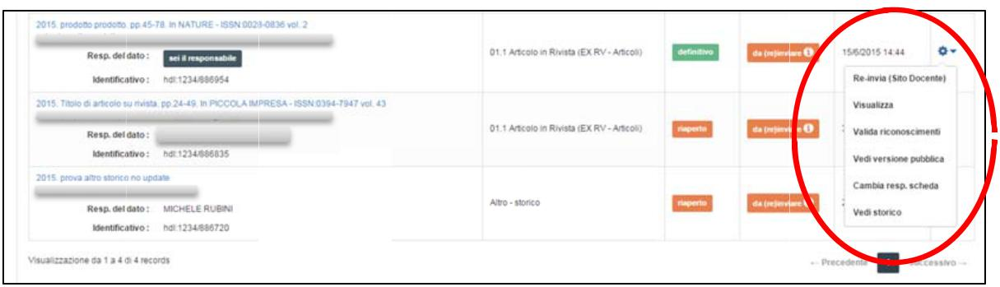 2015. prodotto prodotto. pp.45-78. In NATURE - ISSN:0028-0836 vol. 2
Resp. del dato : sei il responsabile
Identificativo : hdl:1234/886954
01.1 Articolo in Rivista (EX RV - Articoli)
definitivo
da (re)inviare
15/6/2015 14:44
2015. Titolo di articolo su rivista. pp.24-49. In PICCOLA IMPRESA - ISSN:0394-7947 vol. 43
Resp. del dato :
Identificativo : hdl:1234/886835
01.1 Articolo in Rivista (EX RV - Articoli)
riaperto
da (re)inviare
2015. prova altro storico no update
Resp. del dato : MICHELE RUBINI
Identificativo : hdl:1234/886720
Altro - storico
riaperto
da (re)inviare
Re-invia (Sito Docente)
Visualizza
Valida riconoscimenti
Vedi versione pubblica
Cambia resp. scheda
Vedi storico
Visualizzazione da 1 a 4 di 4 records
← Precedente 1 Successivo →